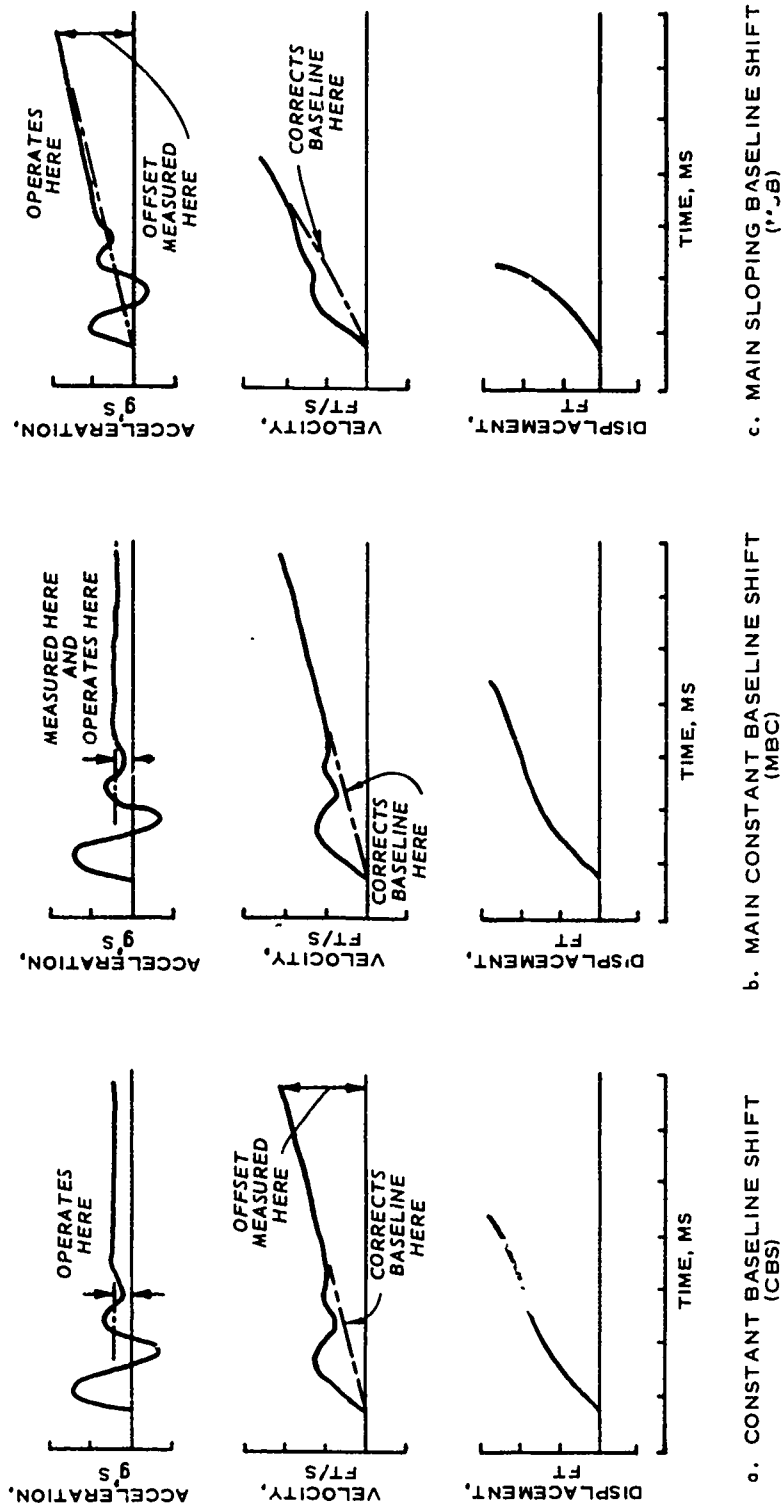 ACCELERATION,
g'S
OPERATES
HERE
VELOCITY,
FT/S
OFFSET
MEASURED
HERE
CORRECTS
BASELINE
HERE
DISPLACEMENT,
FT
TIME, MS
a. CONSTANT BASELINE SHIFT
(CBS)
ACCELERATION,
g'S
MEASURED HERE
AND
OPERATES HERE
VELOCITY,
FT/S
CORRECTS
BASELINE
HERE
DISPLACEMENT,
FT
TIME, MS
b. MAIN CONSTANT BASELINE SHIFT
(MBC)
ACCELERATION,
g'S
OPERATES
HERE
OFFSET
MEASURED
HERE
VELOCITY,
FT/S
CORRECTS
BASELINE
HERE
DISPLACEMENT,
FT
TIME, MS
c. MAIN SLOPING BASELINE SHIFT